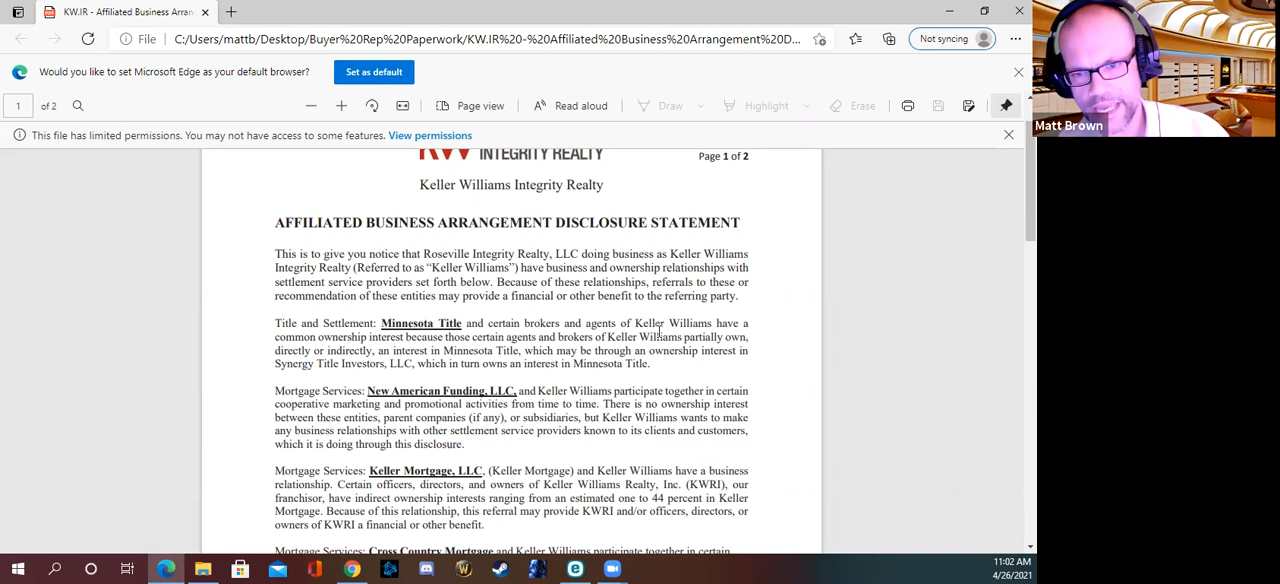 KW.IR - Affiliated Business Arran
File
C:/Users/mattb/Desktop/Buyer%20Rep%20Paperwork/KW.IR%20-%20Affiliated%20Business%20Arrangement%20D...
Not syncing
Would you like to set Microsoft Edge as your default browser?
Set as default
1 of 2
Page view
Read aloud
Draw
Highlight
Erase
This file has limited permissions. You may not have access to some features. View permissions
Matt Brown
KW INTEGRITY REALTY
Page 1 of 2
Keller Williams Integrity Realty
AFFILIATED BUSINESS ARRANGEMENT DISCLOSURE STATEMENT
This is to give you notice that Roseville Integrity Realty, LLC doing business as Keller Williams
Integrity Realty (Referred to as “Keller Williams”) have business and ownership relationships with
settlement service providers set forth below. Because of these relationships, referrals to these or
recommendation of these entities may provide a financial or other benefit to the referring party.
Title and Settlement: Minnesota Title and certain brokers and agents of Keller Williams have a
common ownership interest because those certain agents and brokers of Keller Williams partially own,
directly or indirectly, an interest in Minnesota Title, which may be through an ownership interest in
Synergy Title Investors, LLC, which in turn owns an interest in Minnesota Title.
Mortgage Services: New American Funding, LLC, and Keller Williams participate together in certain
cooperative marketing and promotional activities from time to time. There is no ownership interest
between these entities, parent companies (if any), or subsidiaries, but Keller Williams wants to make
any business relationships with other settlement service providers known to its clients and customers,
which it is doing through this disclosure.
Mortgage Services: Keller Mortgage, LLC, (Keller Mortgage) and Keller Williams have a business
relationship. Certain officers, directors, and owners of Keller Williams Realty, Inc. (KWRI), our
franchisor, have indirect ownership interests ranging from an estimated one to 44 percent in Keller
Mortgage. Because of this relationship, this referral may provide KWRI and/or officers, directors, or
owners of KWRI a financial or other benefit.
Mortgage Services: Cross Country Mortgage and Keller Williams participate together in certain
11:02 AM
4/26/2021